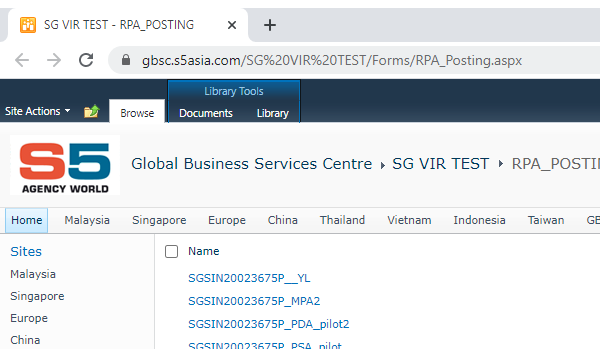 SG VIR TEST - RPA_POSTING
gbsc.s5asia.com/SG%20VIR%20TEST/Forms/RPA_Posting.aspx
Library Tools
Site Actions Browse Documents Library
S5
AGENCY WORLD
Global Business Services Centre SG VIR TEST
Home Malaysia Singapore Europe China Thailand Vietnam Indonesia Taiwan
Sites
Malaysia
Singapore
Europe
China
Name
SGSIN20023675P__YL
SGSIN20023675P_MPA2
SGSIN20023675P_PDA_pilot2
SGSIN20023675P_PSA_pilot